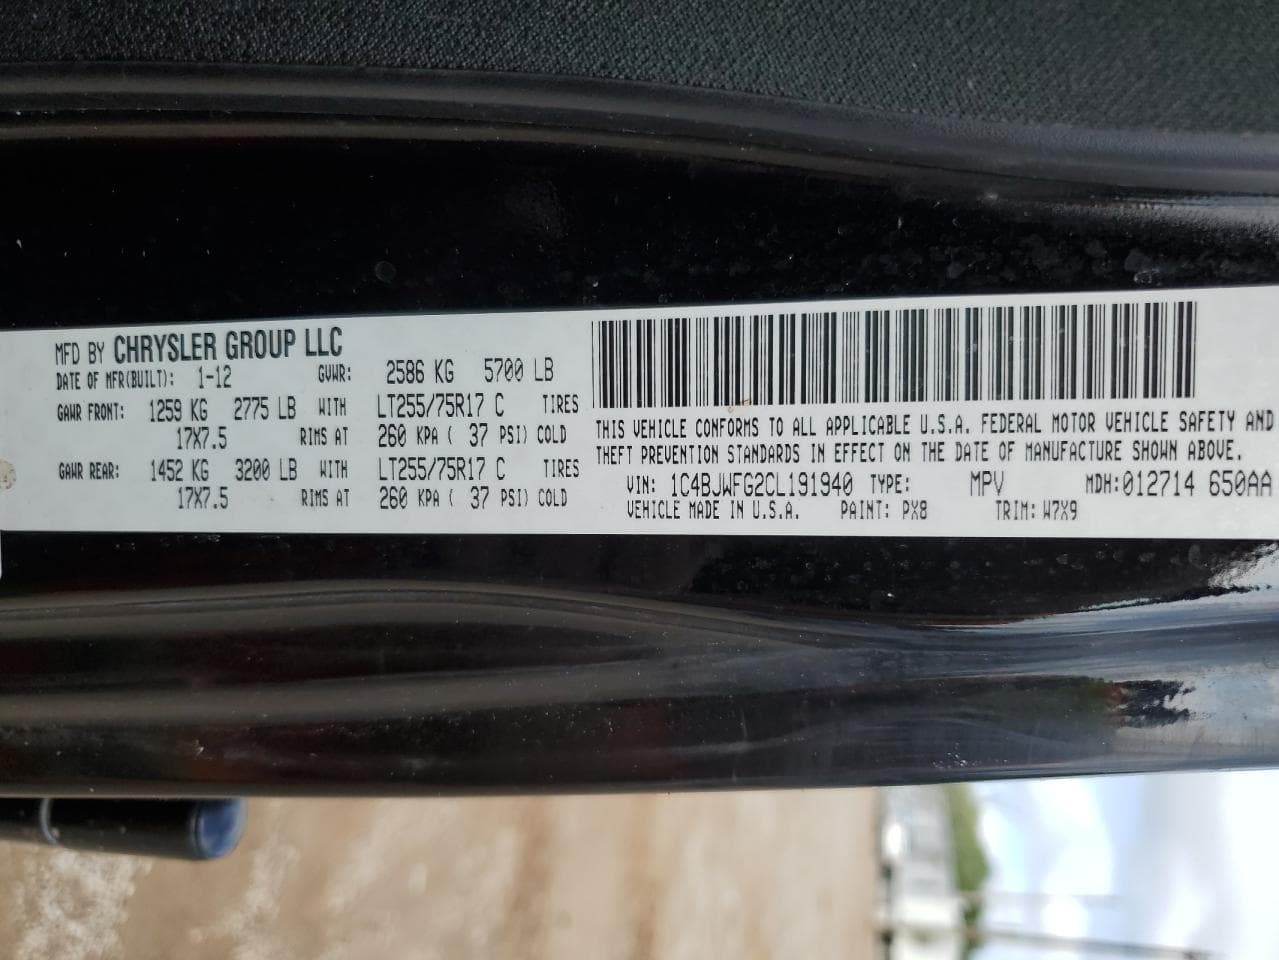 MFD BY CHRYSLER GROUP LLC
DATE OF MFR(BUILT): 1-12 GVWR: 2586 KG 5700 LB
GAWR FRONT: 1259 KG 2775 LB WITH LT255/75R17 C TIRES
17X7.5 RIMS AT 260 KPA ( 37 PSI) COLD
GAWR REAR: 1452 KG 3200 LB WITH LT255/75R17 C TIRES
17X7.5 RIMS AT 260 KPA ( 37 PSI) COLD
THIS VEHICLE CONFORMS TO ALL APPLICABLE U.S.A. FEDERAL MOTOR VEHICLE SAFETY AND
THEFT PREVENTION STANDARDS IN EFFECT ON THE DATE OF MANUFACTURE SHOWN ABOVE.
VIN: 1C4BJWFG2CL191940 TYPE: MPV MDH:012714 650AA
VEHICLE MADE IN U.S.A. PAINT: PX8 TRIM: W7X9